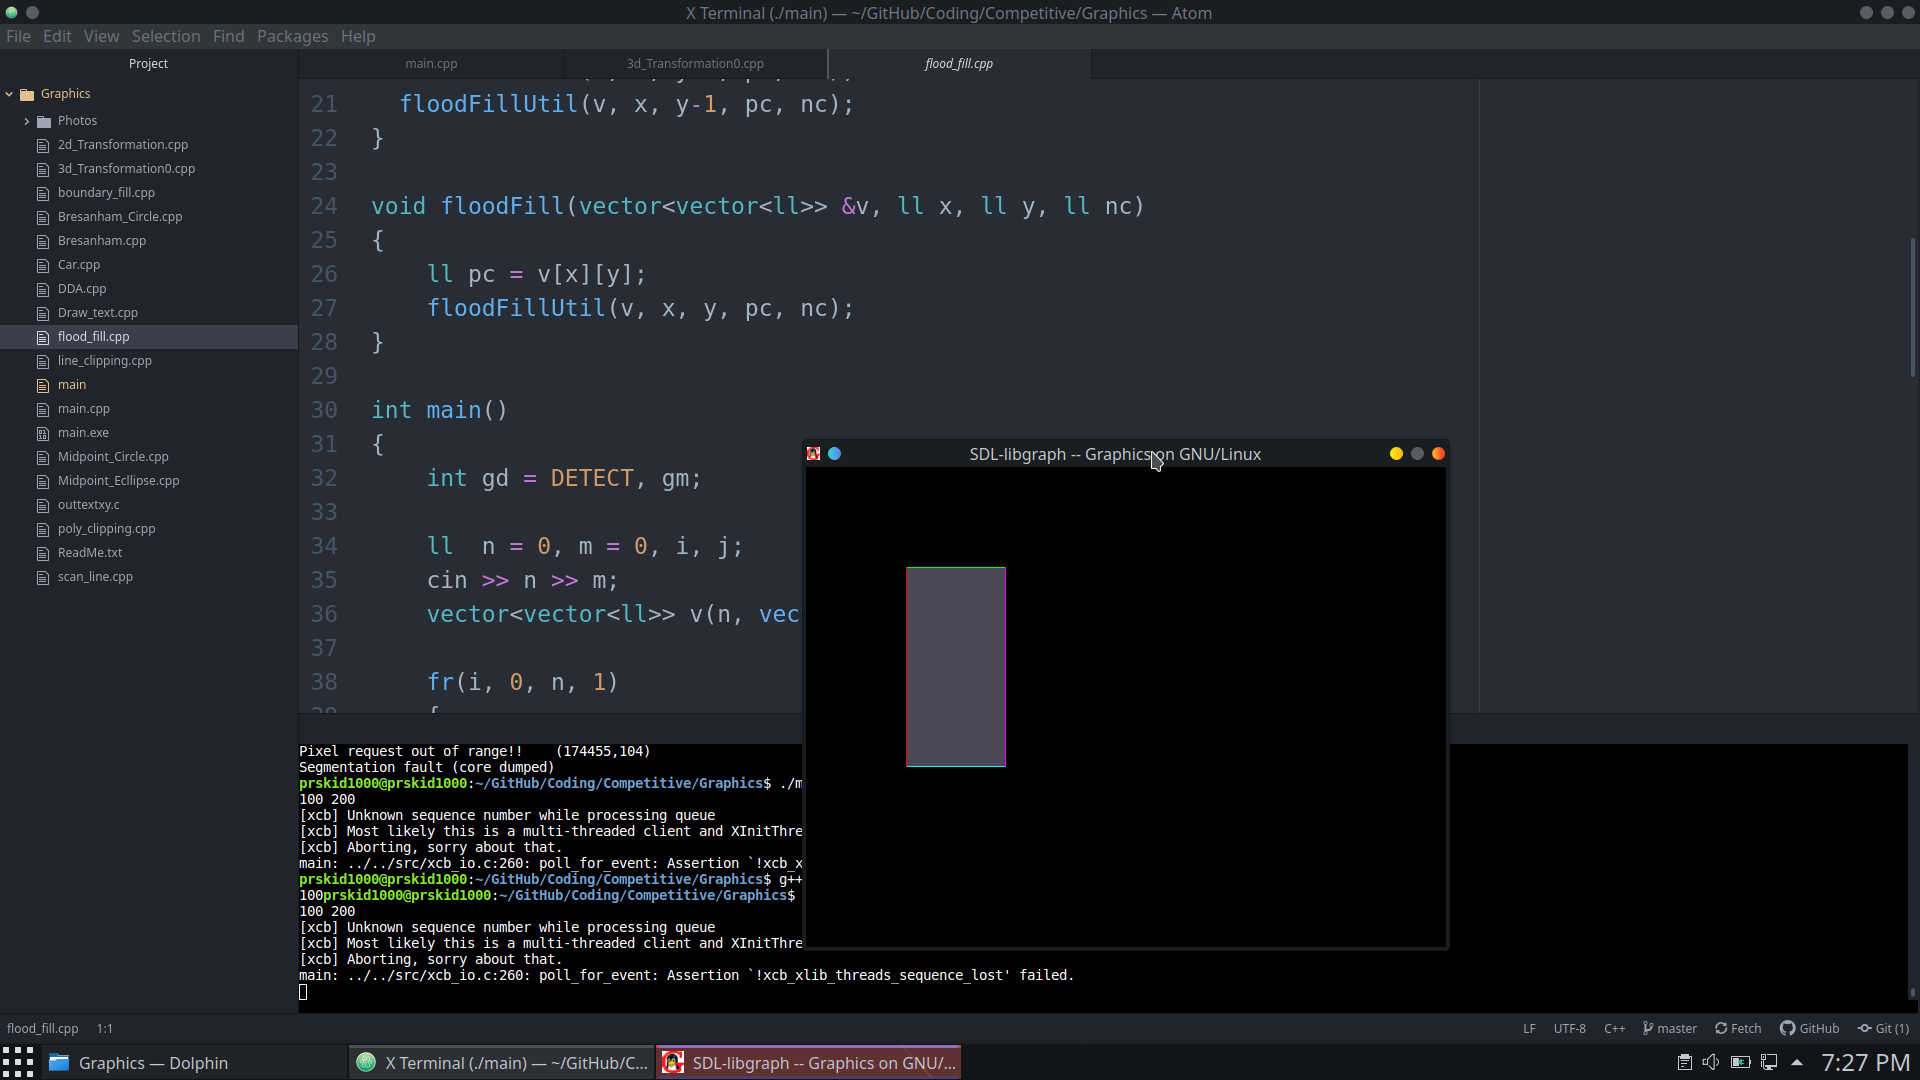 X Terminal (./main) — ~/GitHub/Coding/Competitive/Graphics — Atom
File Edit View Selection Find Packages Help
Project
main.cpp
3d_Transformation0.cpp
flood_fill.cpp
Graphics
Photos
2d_Transformation.cpp
3d_Transformation0.cpp
boundary_fill.cpp
Bresanham_Circle.cpp
Bresanham.cpp
Car.cpp
DDA.cpp
Draw_text.cpp
flood_fill.cpp
line_clipping.cpp
main
main.cpp
main.exe
Midpoint_Circle.cpp
Midpoint_Ecllipse.cpp
outtextxy.c
poly_clipping.cpp
ReadMe.txt
scan_line.cpp
21 floodFillUtil(v, x, y-1, pc, nc);
22 }
23
24 void floodFill(vector<vector<ll>> &v, ll x, ll y, ll nc)
25 {
26 ll pc = v[x][y];
27 floodFillUtil(v, x, y, pc, nc);
28 }
29
30 int main()
31 {
32 int gd = DETECT, gm;
33
34 ll  n = 0, m = 0, i, j;
35 cin >> n >> m;
36 vector<vector<ll>> v(n, vec
37
38 fr(i, 0, n, 1)
39 {
SDL-libgraph -- Graphics on GNU/Linux
Pixel request out of range!!    (174455,104)
Segmentation fault (core dumped)
prskid1000@prskid1000:~/GitHub/Coding/Competitive/Graphics$ ./m
100 200
[xcb] Unknown sequence number while processing queue
[xcb] Most likely this is a multi-threaded client and XInitThre
[xcb] Aborting, sorry about that.
main: ../../src/xcb_io.c:260: poll_for_event: Assertion `!xcb_x
prskid1000@prskid1000:~/GitHub/Coding/Competitive/Graphics$ g++
100prskid1000@prskid1000:~/GitHub/Coding/Competitive/Graphics$
100 200
[xcb] Unknown sequence number while processing queue
[xcb] Most likely this is a multi-threaded client and XInitThre
[xcb] Aborting, sorry about that.
main: ../../src/xcb_io.c:260: poll_for_event: Assertion `!xcb_xlib_threads_sequence_lost' failed.
flood_fill.cpp 1:1 LF UTF-8 C++ master Fetch GitHub Git (1)
Graphics — Dolphin
X Terminal (./main) — ~/GitHub/C...
SDL-libgraph -- Graphics on GNU/...
7:27 PM